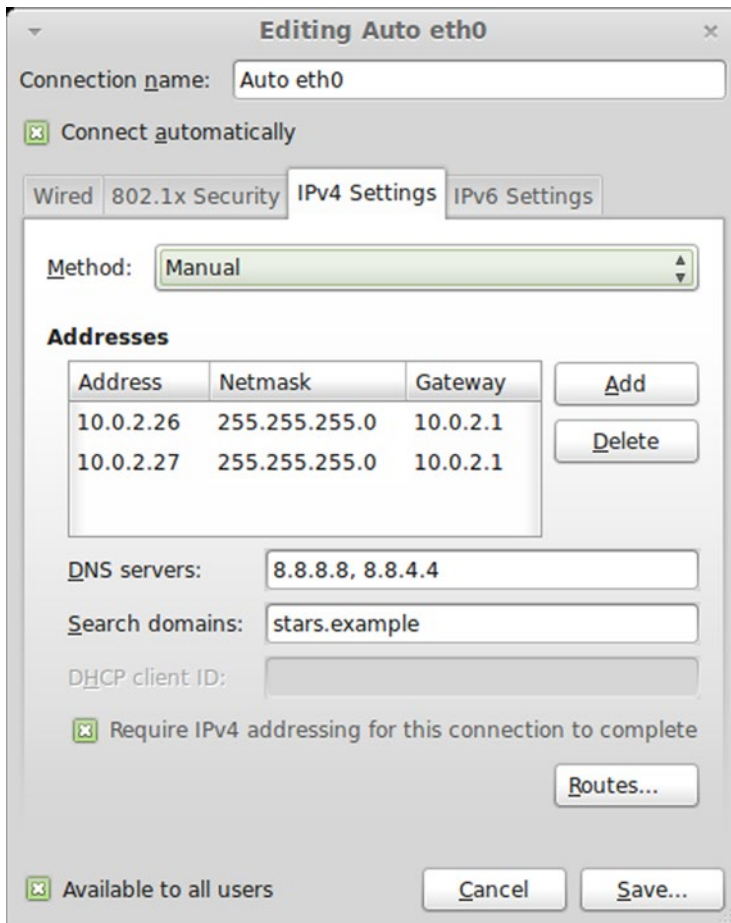 Editing Auto eth0
Connection name: Auto eth0
Connect automatically
Wired 802.1x Security IPv4 Settings IPv6 Settings
Method: Manual
Addresses
Address Netmask Gateway
10.0.2.26 255.255.255.0 10.0.2.1
10.0.2.27 255.255.255.0 10.0.2.1
Add
Delete
DNS servers: 8.8.8.8, 8.8.4.4
Search domains: stars.example
DHCP client ID:
Require IPv4 addressing for this connection to complete
Routes...
Available to all users
Cancel
Save...